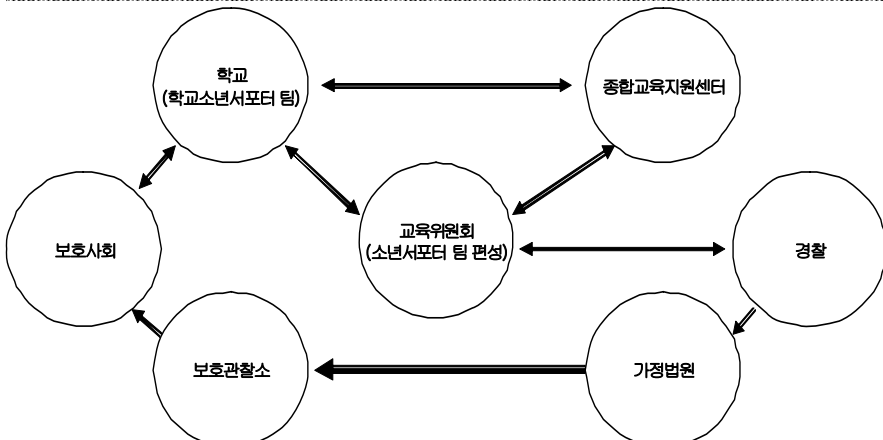 학교
(학교소년서포터 팀)
종합교육지원센터
교육위원회
(소년서포터 팀 편성)
보호사회
경찰
보호관찰소
가정법원